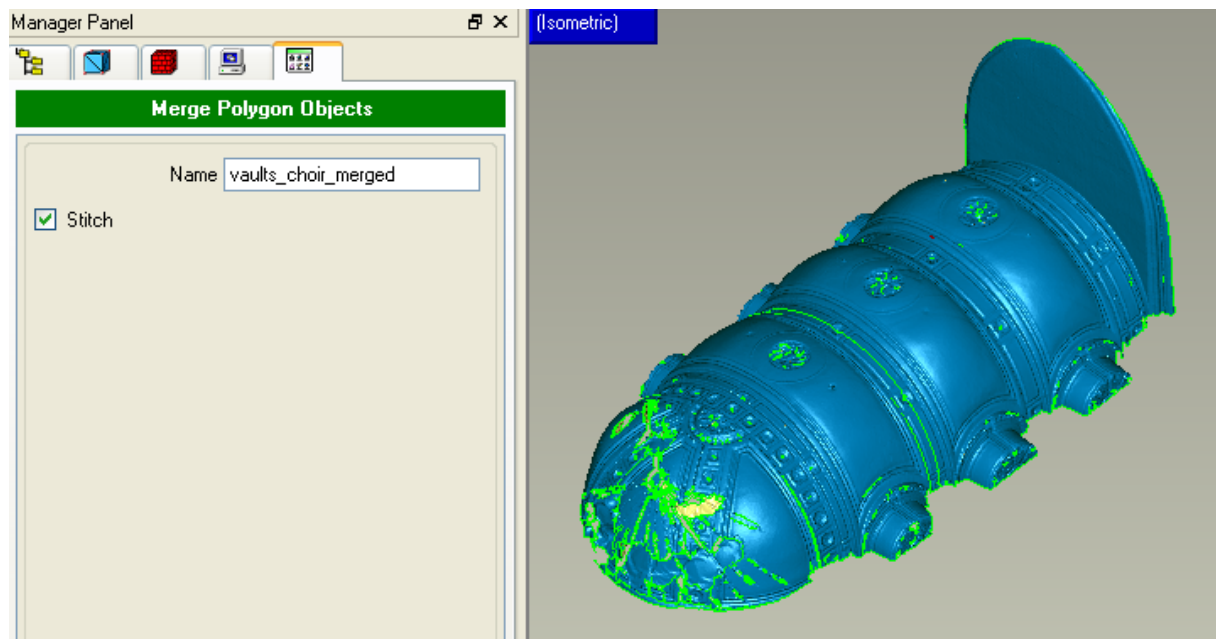 Manager Panel
(Isometric)
Merge Polygon Objects
Name vaults_choir_merged
Stitch